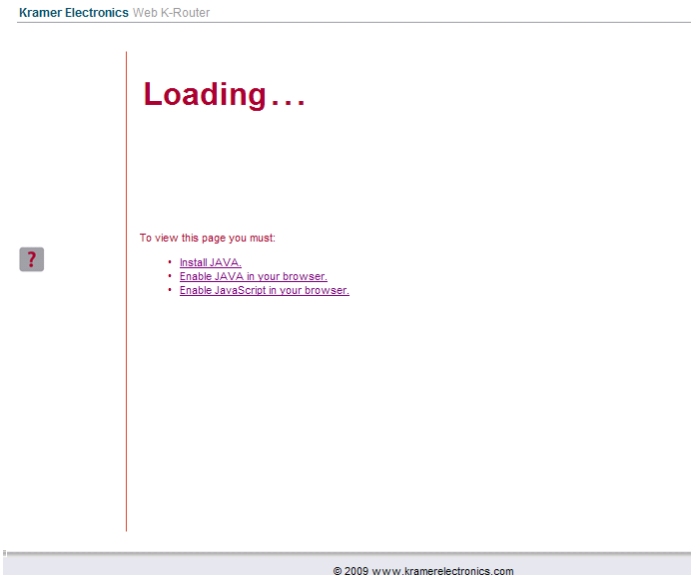 Kramer Electronics Web K-Router
Loading...
To view this page you must:
• Install JAVA.
• Enable JAVA in your browser.
• Enable JavaScript in your browser.
?
© 2009 www.kramerelectronics.com